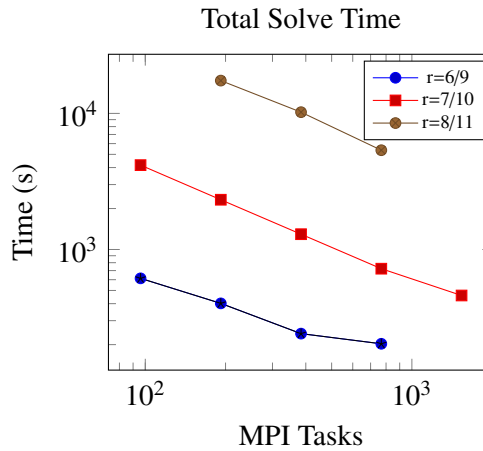 Total Solve Time
r=6/9
r=7/10
r=8/11
10^4
10^3
Time (s)
10^2
10^3
MPI Tasks